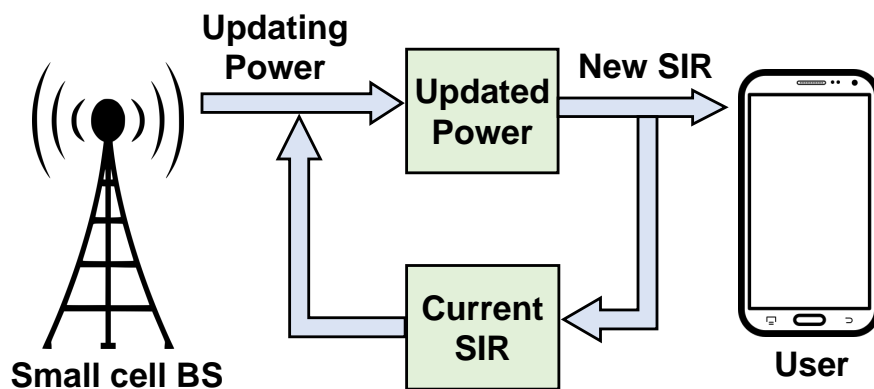 Updating
Power
Updated
Power
New SIR
Current
SIR
Small cell BS
User